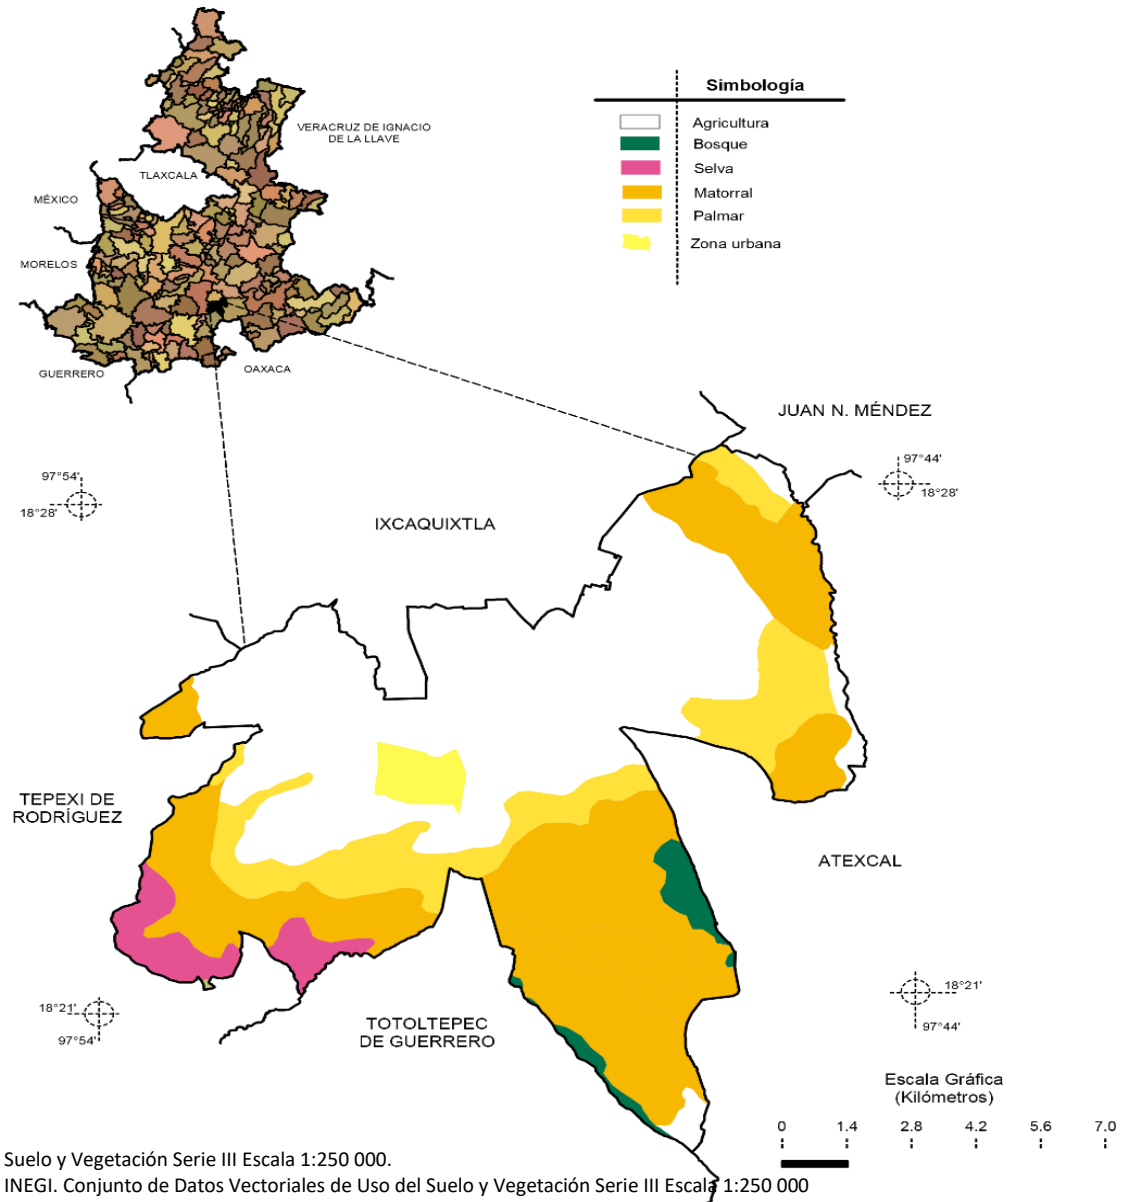 VERACRUZ DE IGNACIO
DE LA LLAVE
TLAXCALA
MÉXICO
MORELOS
GUERRERO
OAXACA
Simbología
Agricultura
Bosque
Selva
Matorral
Palmar
Zona urbana
JUAN N. MÉNDEZ
97°54'
18°28'
97°44'
18°28'
IXCAQUIXTLA
TEPEXI DE
RODRÍGUEZ
ATEXCAL
18°21'
97°54'
TOTOLTEPEC
DE GUERRERO
18°21'
97°44'
Escala Gráfica
(Kilómetros)
0 1.4 2.8 4.2 5.6 7.0
Suelo y Vegetación Serie III Escala 1:250 000.
INEGI. Conjunto de Datos Vectoriales de Uso del Suelo y Vegetación Serie III Escala 1:250 000